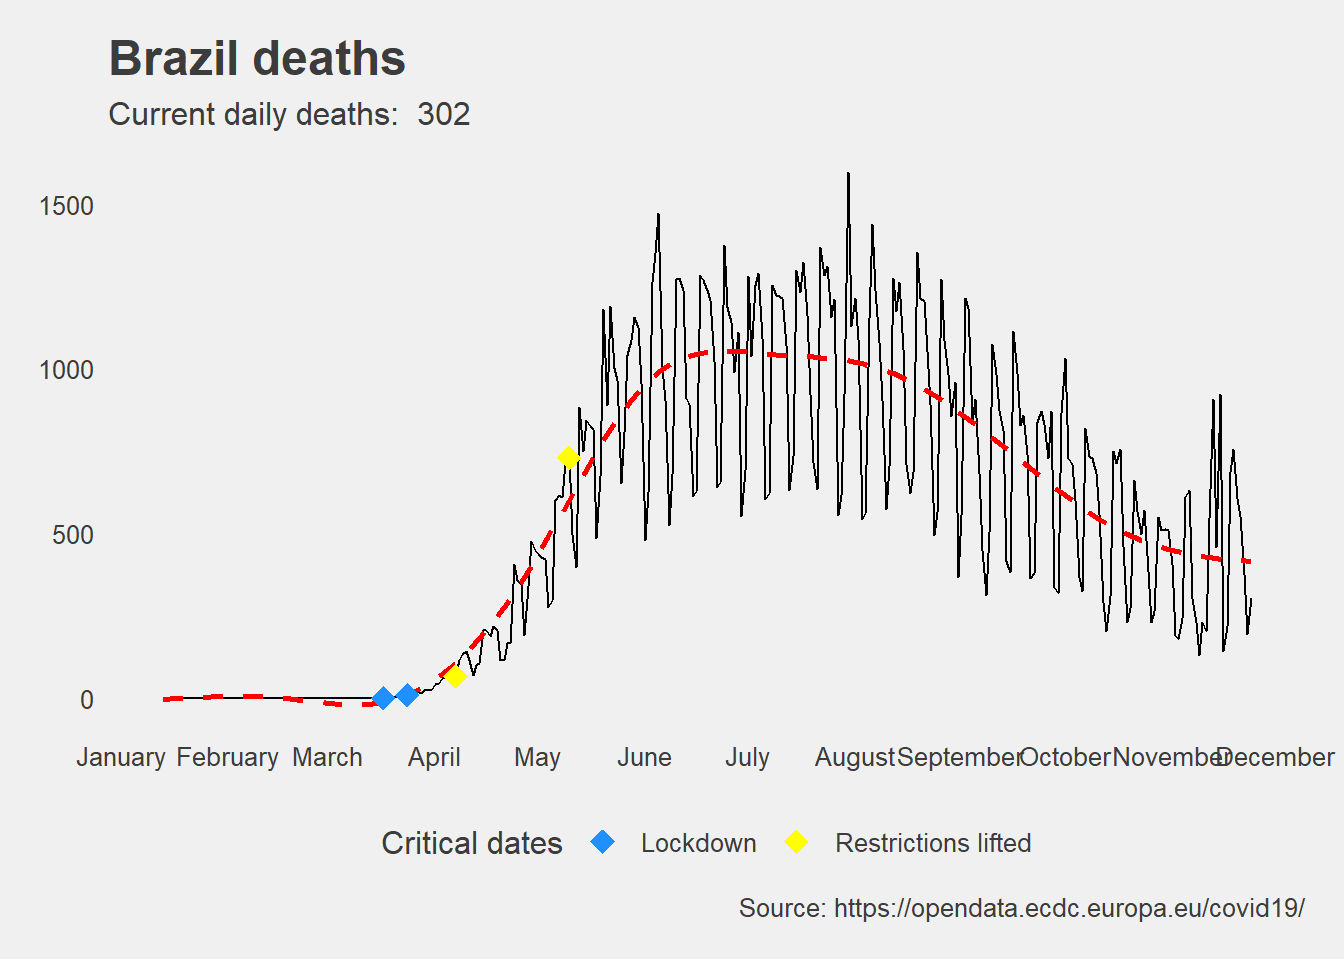 Brazil deaths
Current daily deaths:  302
1500
1000
500
0
January February March April May June July August September October November December
Critical dates Lockdown Restrictions lifted
Source: https://opendata.ecdc.europa.eu/covid19/